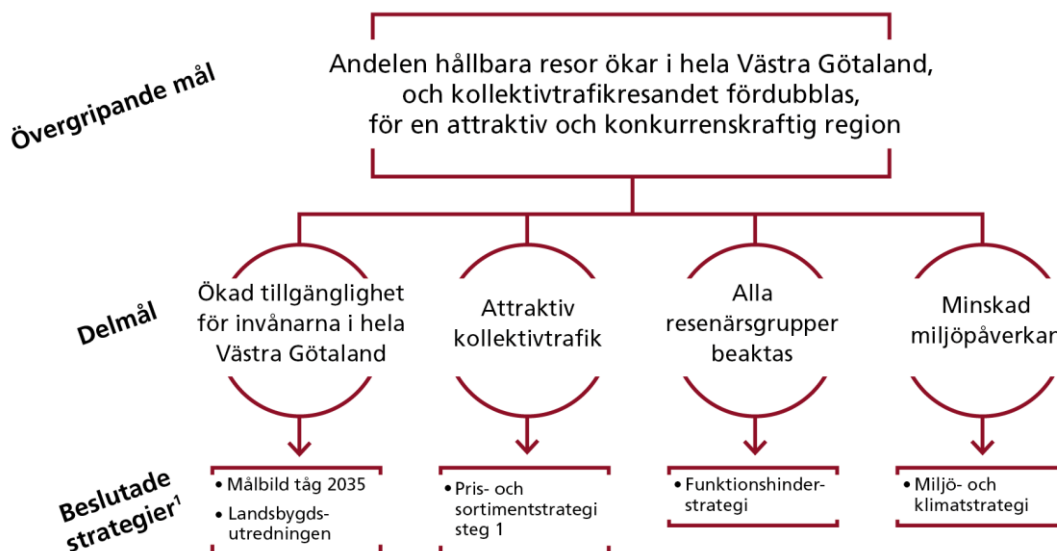 Övergripande mål
Andelen hållbara resor ökar i hela Västra Götaland,
och kollektivtrafikresandet fördubblas,
för en attraktiv och konkurrenskraftig region
Delmål
Ökad tillgänglighet
för invånarna i hela
Västra Götaland
Attraktiv
kollektivtrafik
Alla
resenärsgrupper
beaktas
Minskad
miljöpåverkan
Beslutade
strategier¹
• Målbild tåg 2035
• Landsbygds-
utredningen
• Pris- och
sortimentstrategi
steg 1
• Funktionshinder-
strategi
• Miljö- och
klimatstrategi